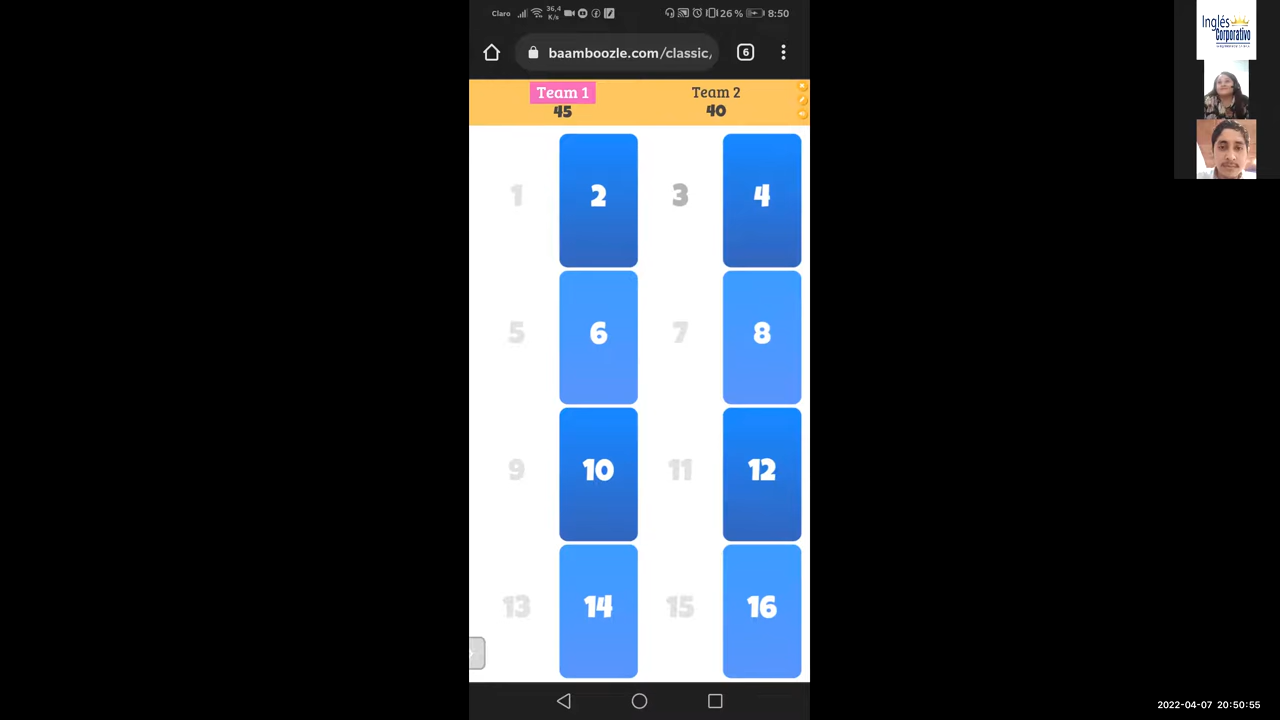 Claro 36,4 K/s 26 % 8:50
baamboozle.com/classic, 6
Team 1 Team 2
45 40
1 2 3 4
5 6 7 8
9 10 11 12
13 14 15 16
Inglés
Corporativo
2022-04-07 20:50:55